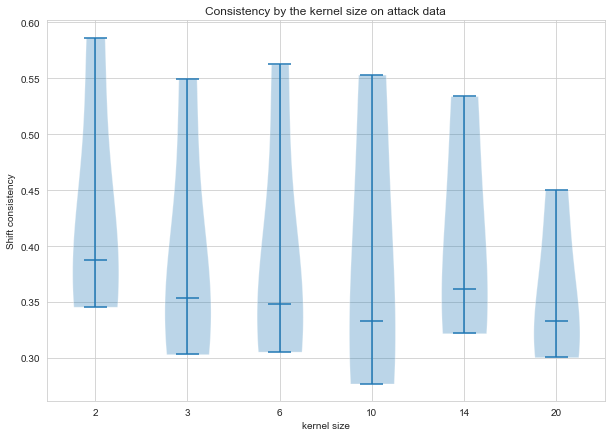 Consistency by the kernel size on attack data
0.60
0.55
0.50
0.45
0.40
0.35
0.30
Shift consistency
2 3 6 10 14 20
kernel size